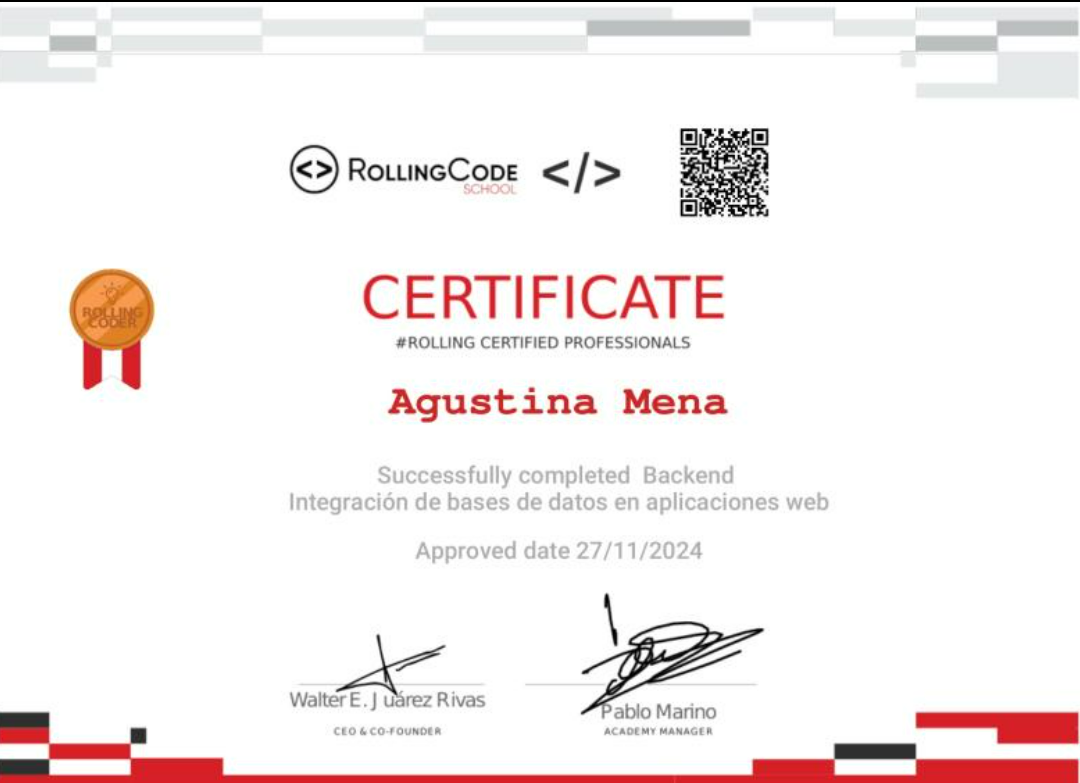 <> ROLLINGCODE
SCHOOL
</>
ROLLING
CODER
CERTIFICATE
#ROLLING CERTIFIED PROFESSIONALS
Agustina Mena
Successfully completed Backend
Integración de bases de datos en aplicaciones web
Approved date 27/11/2024
Walter E. Juárez Rivas
CEO & CO-FOUNDER
Pablo Marino
ACADEMY MANAGER